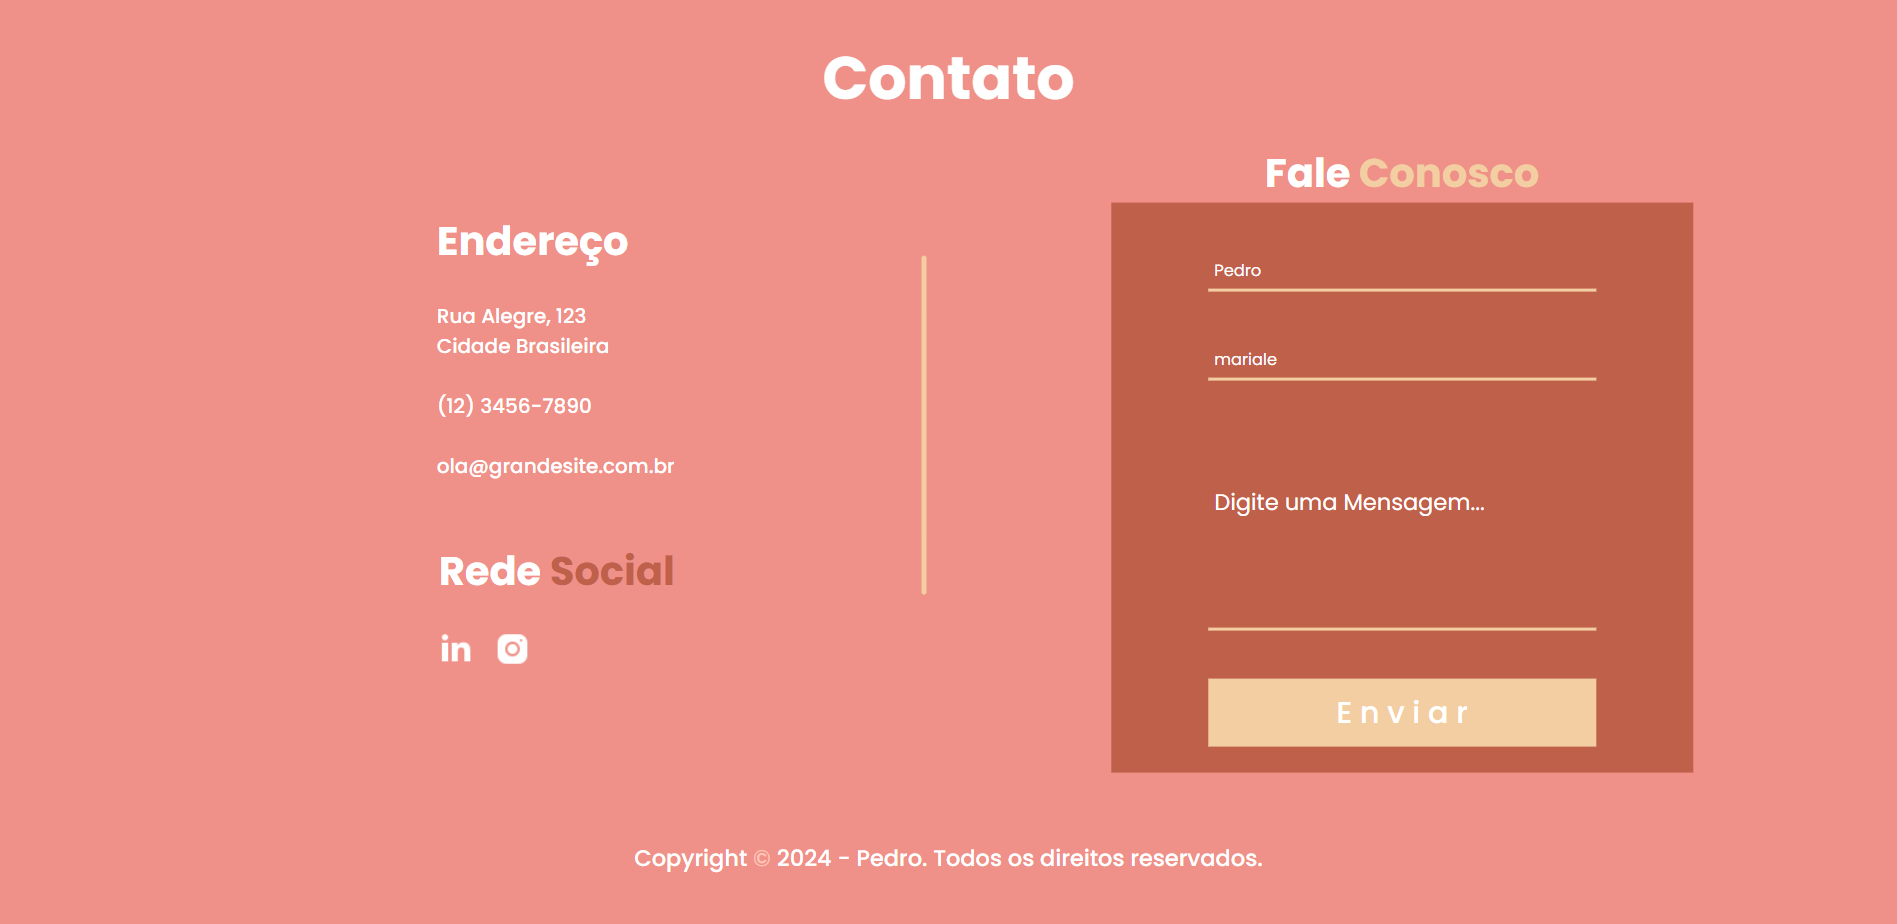 Contato
Endereço
Rua Alegre, 123
Cidade Brasileira
(12) 3456-7890
ola@grandesite.com.br
Rede Social
in
Fale Conosco
Pedro
mariale
Digite uma Mensagem...
Enviar
Copyright © 2024 - Pedro. Todos os direitos reservados.